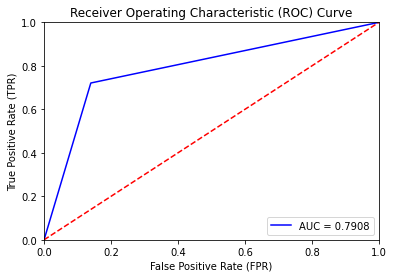 Receiver Operating Characteristic (ROC) Curve
True Positive Rate (TPR)
1.0
0.8
0.6
0.4
0.2
0.0
AUC = 0.7908
0.0 0.2 0.4 0.6 0.8 1.0
False Positive Rate (FPR)